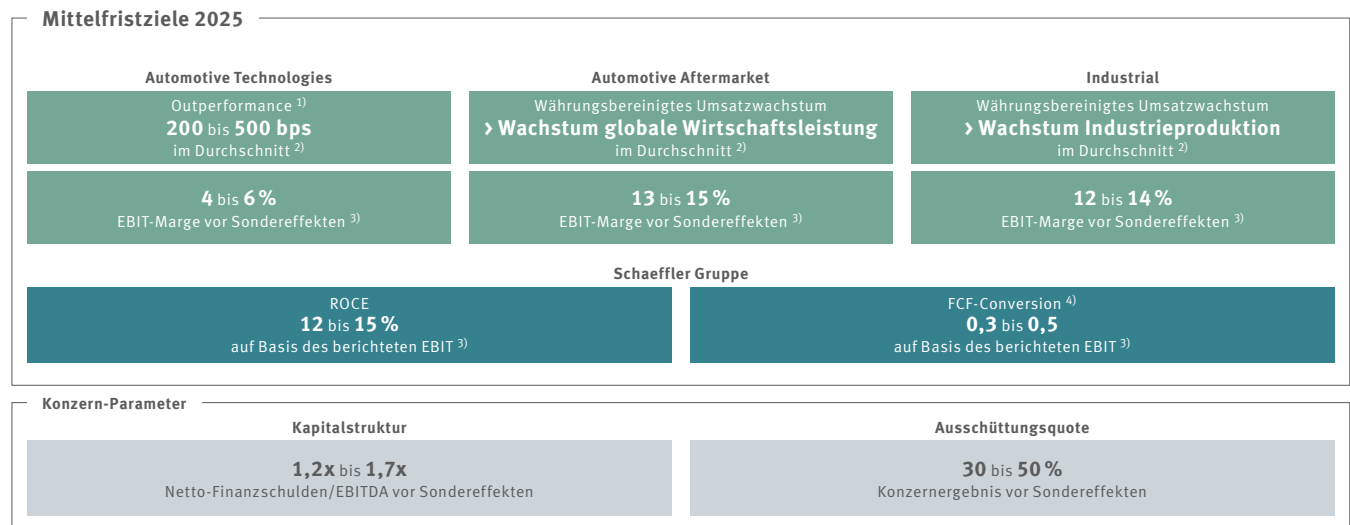 Mittelfristziele 2025
Automotive Technologies
Outperformance 1)
200 bis 500 bps
im Durchschnitt 2)
4 bis 6 %
EBIT-Marge vor Sondereffekten 3)
Automotive Aftermarket
Währungsbereinigtes Umsatzwachstum
> Wachstum globale Wirtschaftsleistung
im Durchschnitt 2)
13 bis 15 %
EBIT-Marge vor Sondereffekten 3)
Industrial
Währungsbereinigtes Umsatzwachstum
> Wachstum Industrieproduktion
im Durchschnitt 2)
12 bis 14 %
EBIT-Marge vor Sondereffekten 3)
Schaeffler Gruppe
ROCE
12 bis 15 %
auf Basis des berichteten EBIT 3)
FCF-Conversion 4)
0,3 bis 0,5
auf Basis des berichteten EBIT 3)
Konzern-Parameter
Kapitalstruktur
1,2x bis 1,7x
Netto-Finanzschulden/EBITDA vor Sondereffekten
Ausschüttungsquote
30 bis 50 %
Konzernergebnis vor Sondereffekten